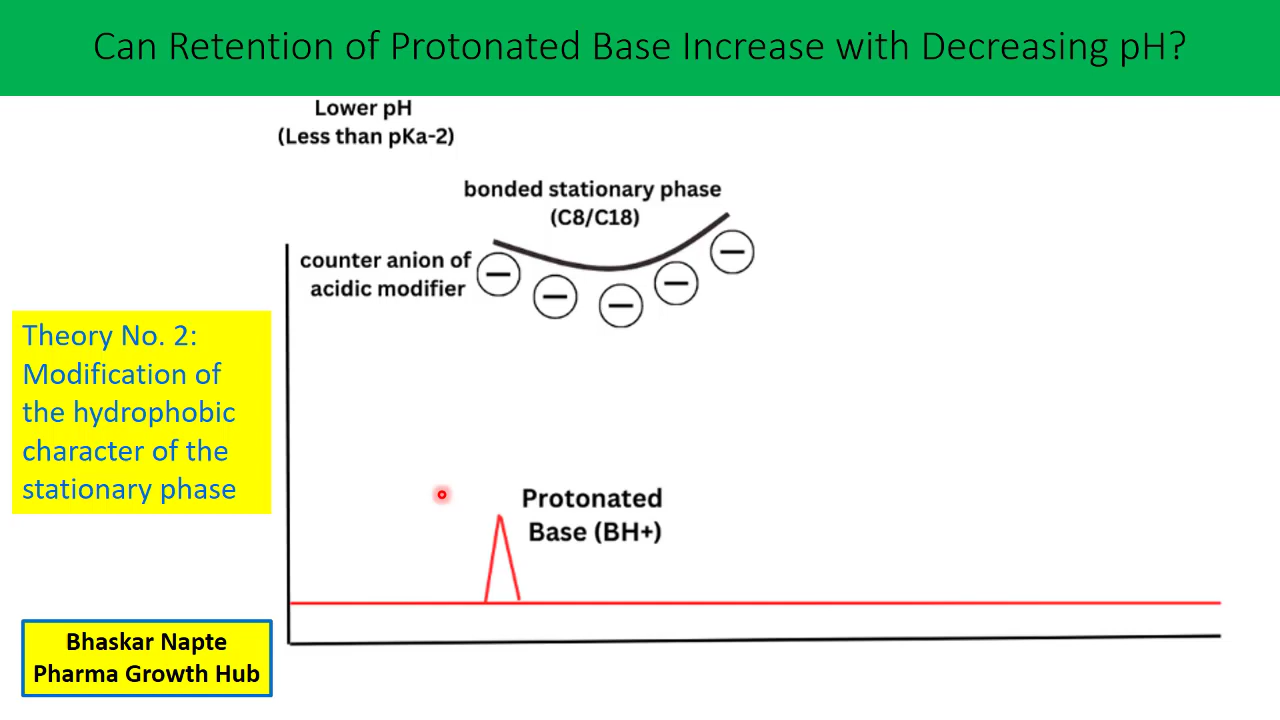 Can Retention of Protonated Base Increase with Decreasing pH?
Lower pH
(Less than pKa-2)
bonded stationary phase
(C8/C18)
counter anion of
acidic modifier
Theory No. 2:
Modification of
the hydrophobic
character of the
stationary phase
Protonated
Base (BH+)
Bhaskar Napte
Pharma Growth Hub